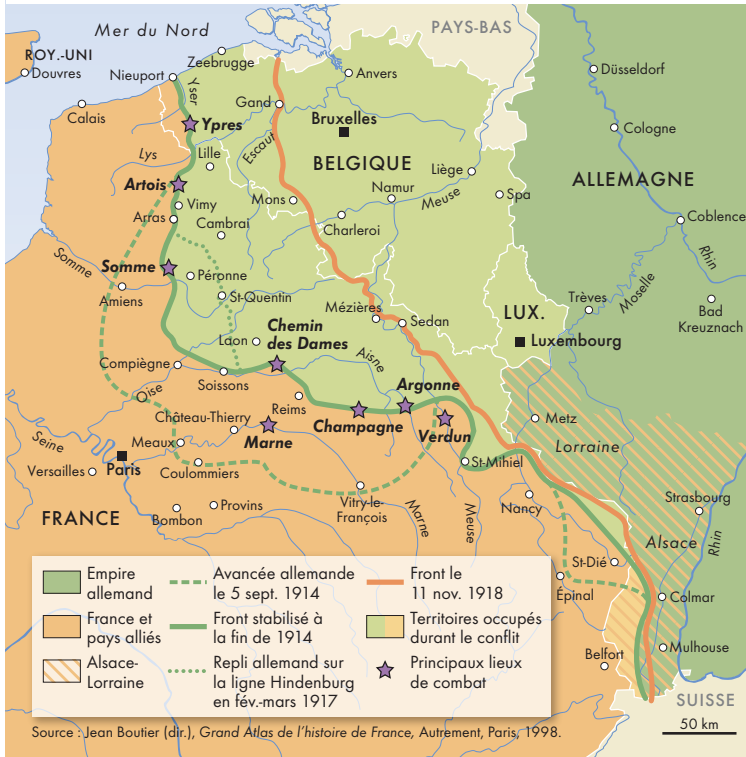 Mer du Nord
PAYS-BAS
ROY.-UNI
Douvres
Zeebrugge
Nieuport
Yser
Anvers
Düsseldorf
Calais
Gand
Ypres
Bruxelles
Cologne
Lys
Lille
Escaut
BELGIQUE
Liège
ALLEMAGNE
Artois
Vimy
Mons
Namur
Meuse
Spa
Arras
Cambrai
Charleroi
Coblence
Rhin
Somme
Somme
Péronne
Moselle
Amiens
St-Quentin
Mézières
Sedan
LUX.
Trèves
Bad
Kreuznach
Laon
Chemin
des Dames
Luxembourg
Compiègne
Aisne
Oise
Soissons
Argonne
Reims
Château-Thierry
Champagne
Verdun
Metz
Seine
Meaux
Marne
Lorraine
Versailles
Paris
Coulommiers
St-Mihiel
FRANCE
Bombon
Provins
Vitry-le-
François
Marne
Meuse
Nancy
Strasbourg
Alsace
Rhin
St-Dié
Épinal
Colmar
Belfort
Mulhouse
SUISSE
50 km
Empire
allemand
France et
pays alliés
Alsace-
Lorraine
Avancée allemande
le 5 sept. 1914
Front stabilisé à
la fin de 1914
Repli allemand sur
la ligne Hindenburg
en fév.-mars 1917
Front le
11 nov. 1918
Territoires occupés
durant le conflit
Principaux lieux
de combat
Source : Jean Boutier (dir.), Grand Atlas de l'histoire de France, Autrement, Paris, 1998.